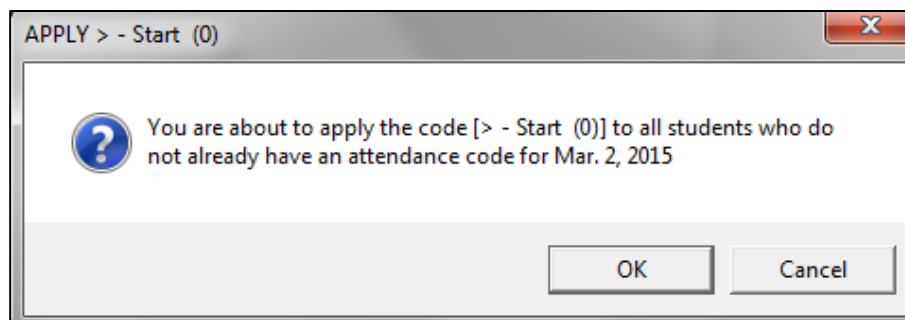 APPLY > - Start  (0)
You are about to apply the code [> - Start  (0)] to all students who do
not already have an attendance code for Mar. 2, 2015
OK
Cancel